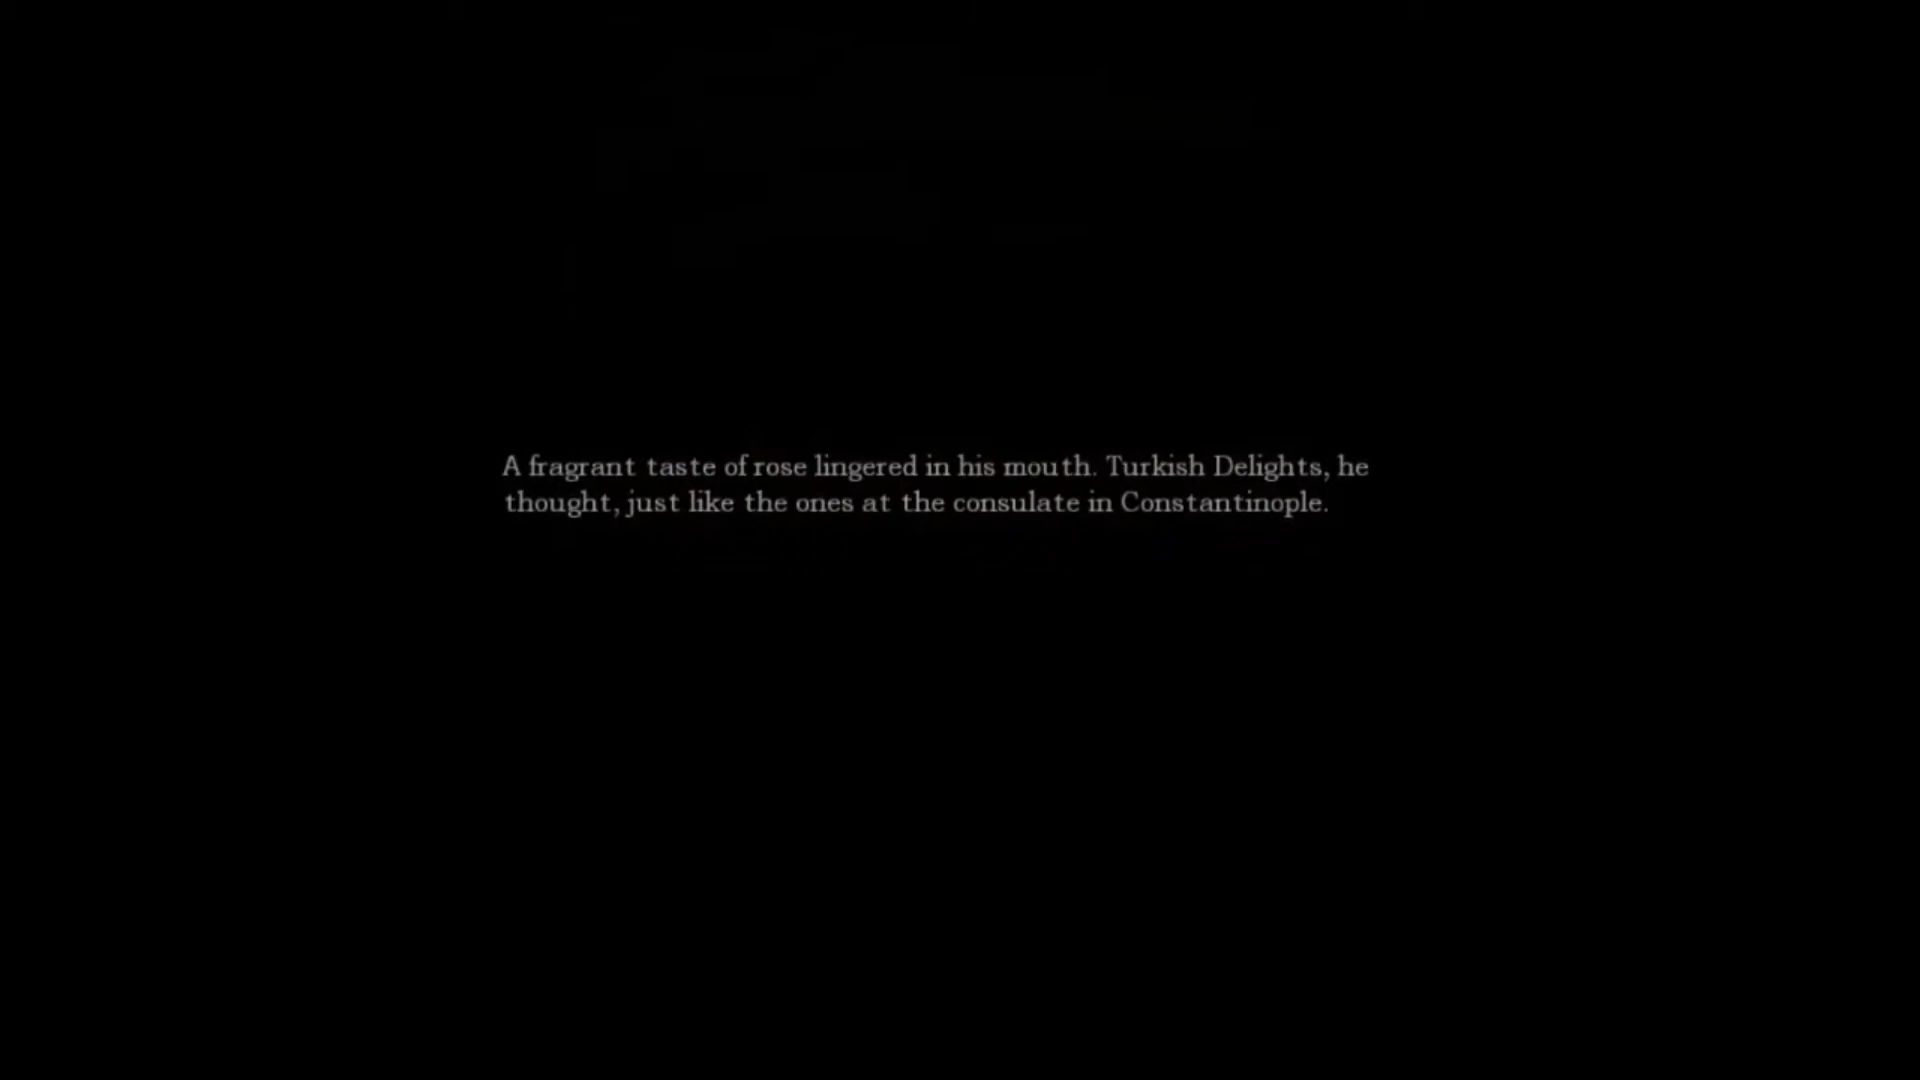 A fragrant taste of rose lingered in his mouth. Turkish Delights, he
thought, just like the ones at the consulate in Constantinople.